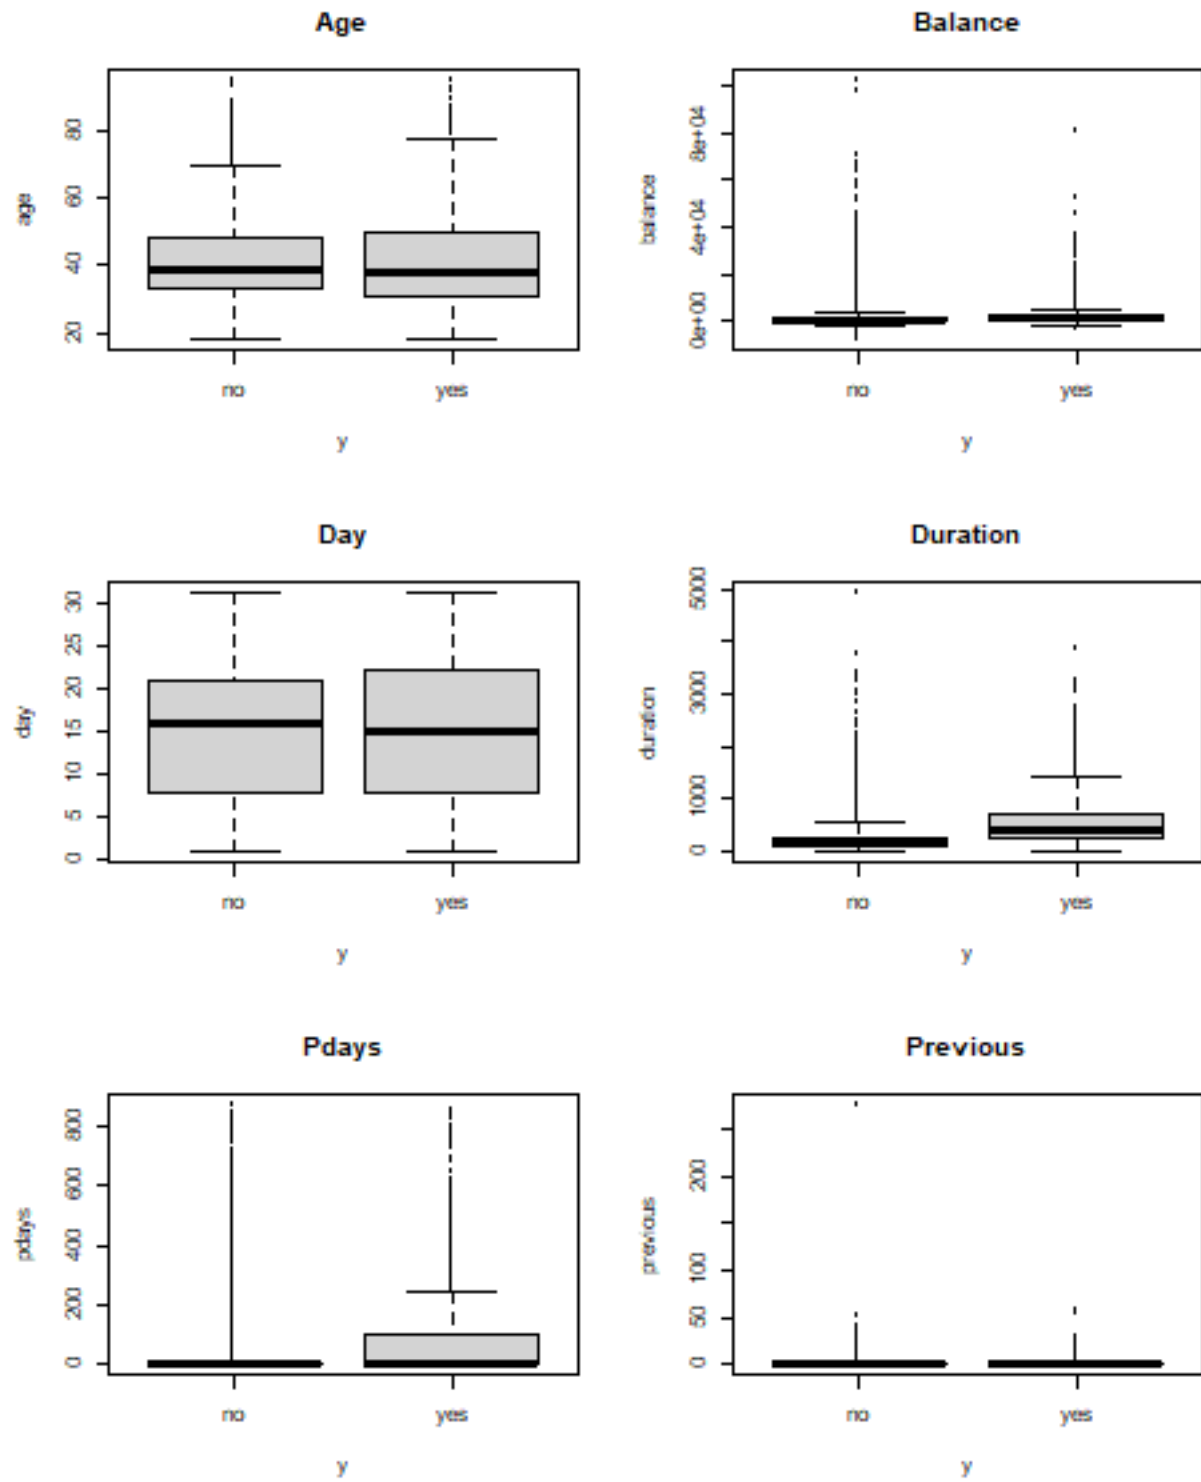 Age
80
60
40
20
age
no yes
y
Balance
8e+04
4e+04
0e+00
balance
no yes
y
Day
30
25
20
15
10
5
0
day
no yes
y
Duration
5000
3000
1000
0
duration
no yes
y
Pdays
800
600
400
200
0
pdays
no yes
y
Previous
200
100
50
0
previous
no yes
y